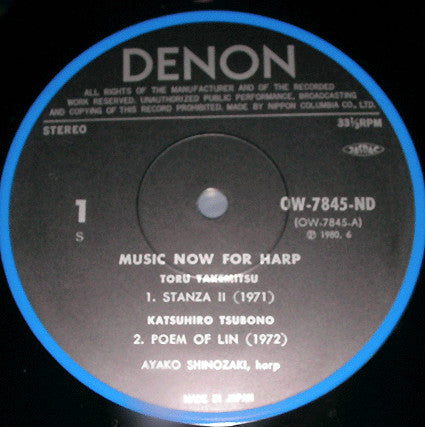 DENON
ALL RIGHTS OF THE MANUFACTURER AND OF THE RECORDED
WORK RESERVED. UNAUTHORIZED PUBLIC PERFORMANCE, BROADCASTING
AND COPYING OF THIS RECORD PROHIBITED. MADE BY NIPPON COLUMBIA CO., LTD.
STEREO
33⅓RPM
1
S
OW-7845-ND
(OW-7845-A)
℗ 1980, 6
MUSIC NOW FOR HARP
TORU TAKEMITSU
1. STANZA II (1971)
KATSUHIRO TSUBONO
2. POEM OF LIN (1972)
AYAKO SHINOZAKI, harp
MADE IN JAPAN